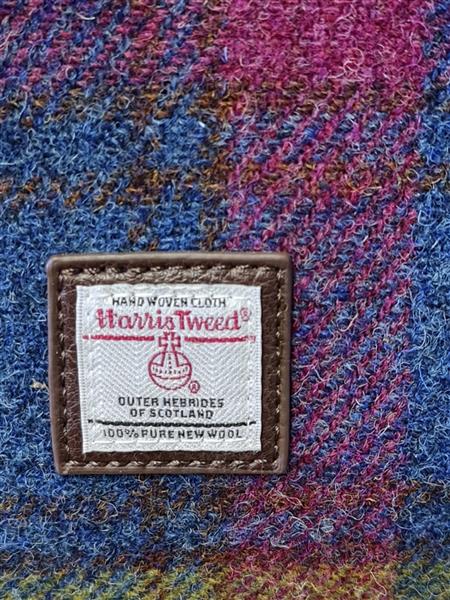 HAND WOVEN CLOTH
Harris Tweed®
®
OUTER HEBRIDES
OF SCOTLAND
100% PURE NEW WOOL